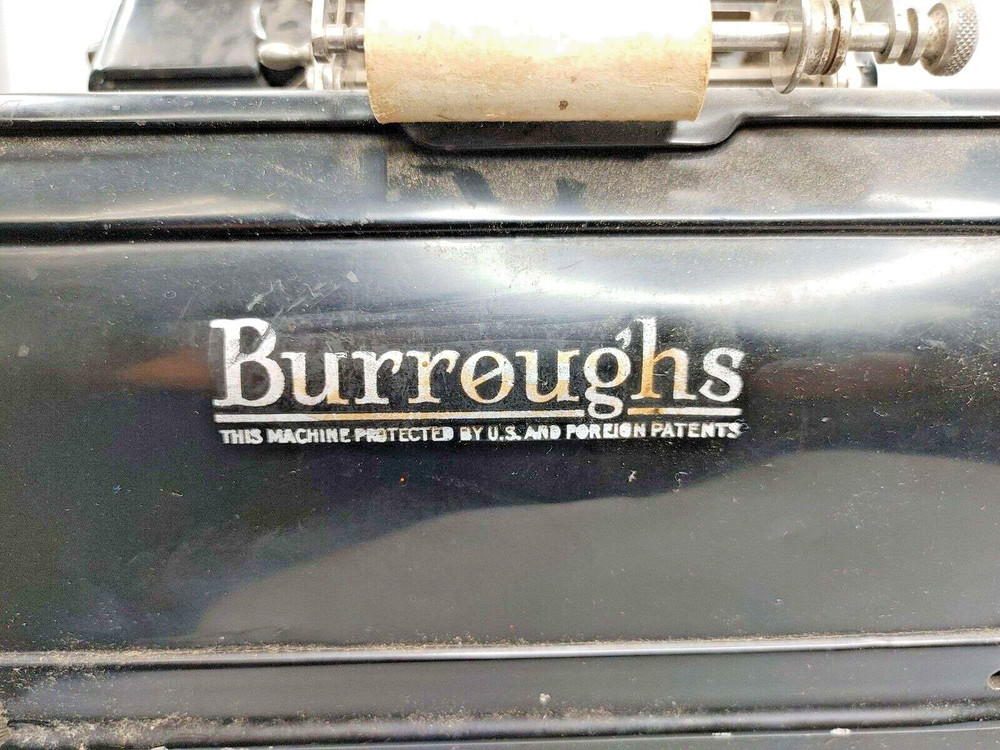 Burroughs
THIS MACHINE PROTECTED BY U.S. AND FOREIGN PATENTS